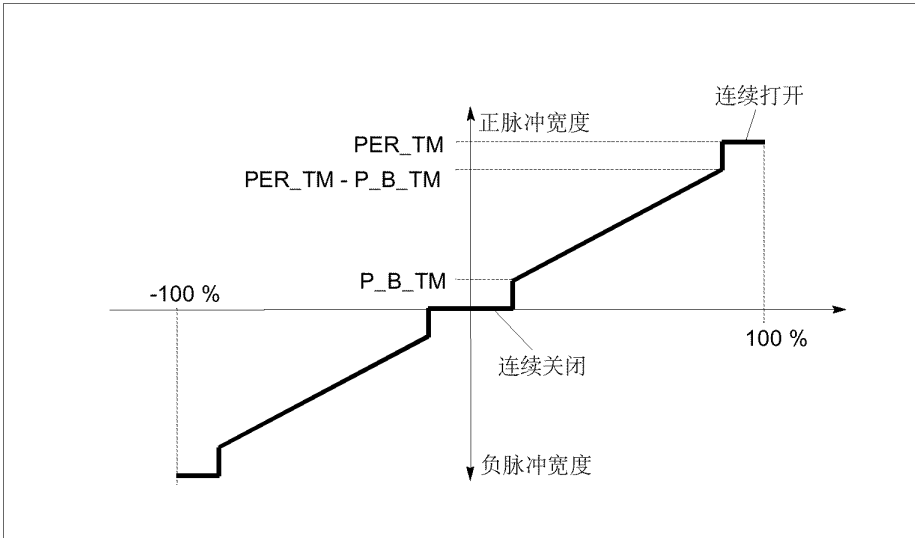 连续打开
正脉冲宽度
PER_TM
PER_TM - P_B_TM
P_B_TM
-100 %
100 %
连续关闭
负脉冲宽度